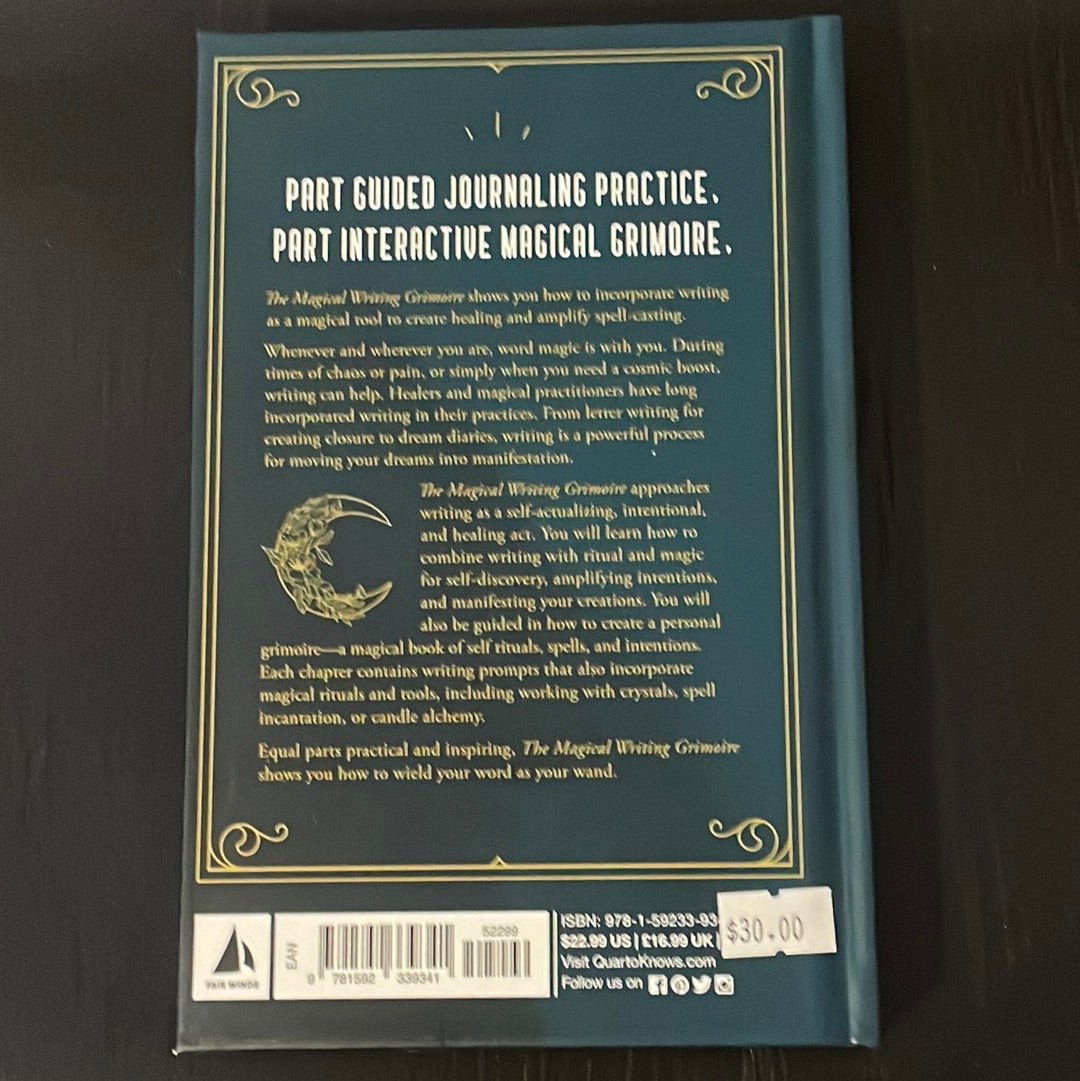 PART GUIDED JOURNALING PRACTICE.
PART INTERACTIVE MAGICAL GRIMOIRE.
The Magical Writing Grimoire shows you how to incorporate writing
as a magical tool to create healing and amplify spell-casting.
Whenever and wherever you are, word magic is with you. During
times of chaos or pain, or simply when you need a cosmic boost,
writing can help. Healers and magical practitioners have long
incorporated writing in their practices. From letter writing for
creating closure to dream diaries, writing is a powerful process
for moving your dreams into manifestation.
The Magical Writing Grimoire approaches
writing as a self-actualizing, intentional,
and healing act. You will learn how to
combine writing with ritual and magic
for self-discovery, amplifying intentions,
and manifesting your creations. You will
also be guided in how to create a personal
grimoire—a magical book of self rituals, spells, and intentions.
Each chapter contains writing prompts that also incorporate
magical rituals and tools, including working with crystals, spell
incantation, or candle alchemy.
Equal parts practical and inspiring, The Magical Writing Grimoire
shows you how to wield your word as your wand.
FAIR WINDS
EAN
52299
9 781592 339341
ISBN: 978-1-59233-93
$22.99 US | £16.99 UK |
$30.00
Visit QuartoKnows.com
Follow us on